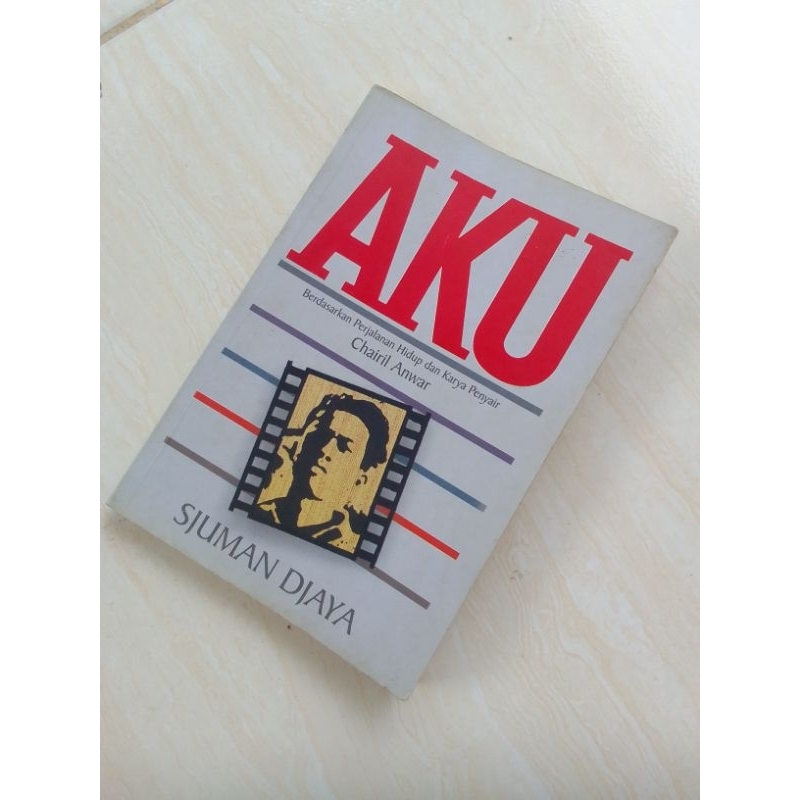 AKU
Berdasarkan Perjalanan Hidup dan Karya Penyair
Chairil Anwar
SJUMAN DJAYA